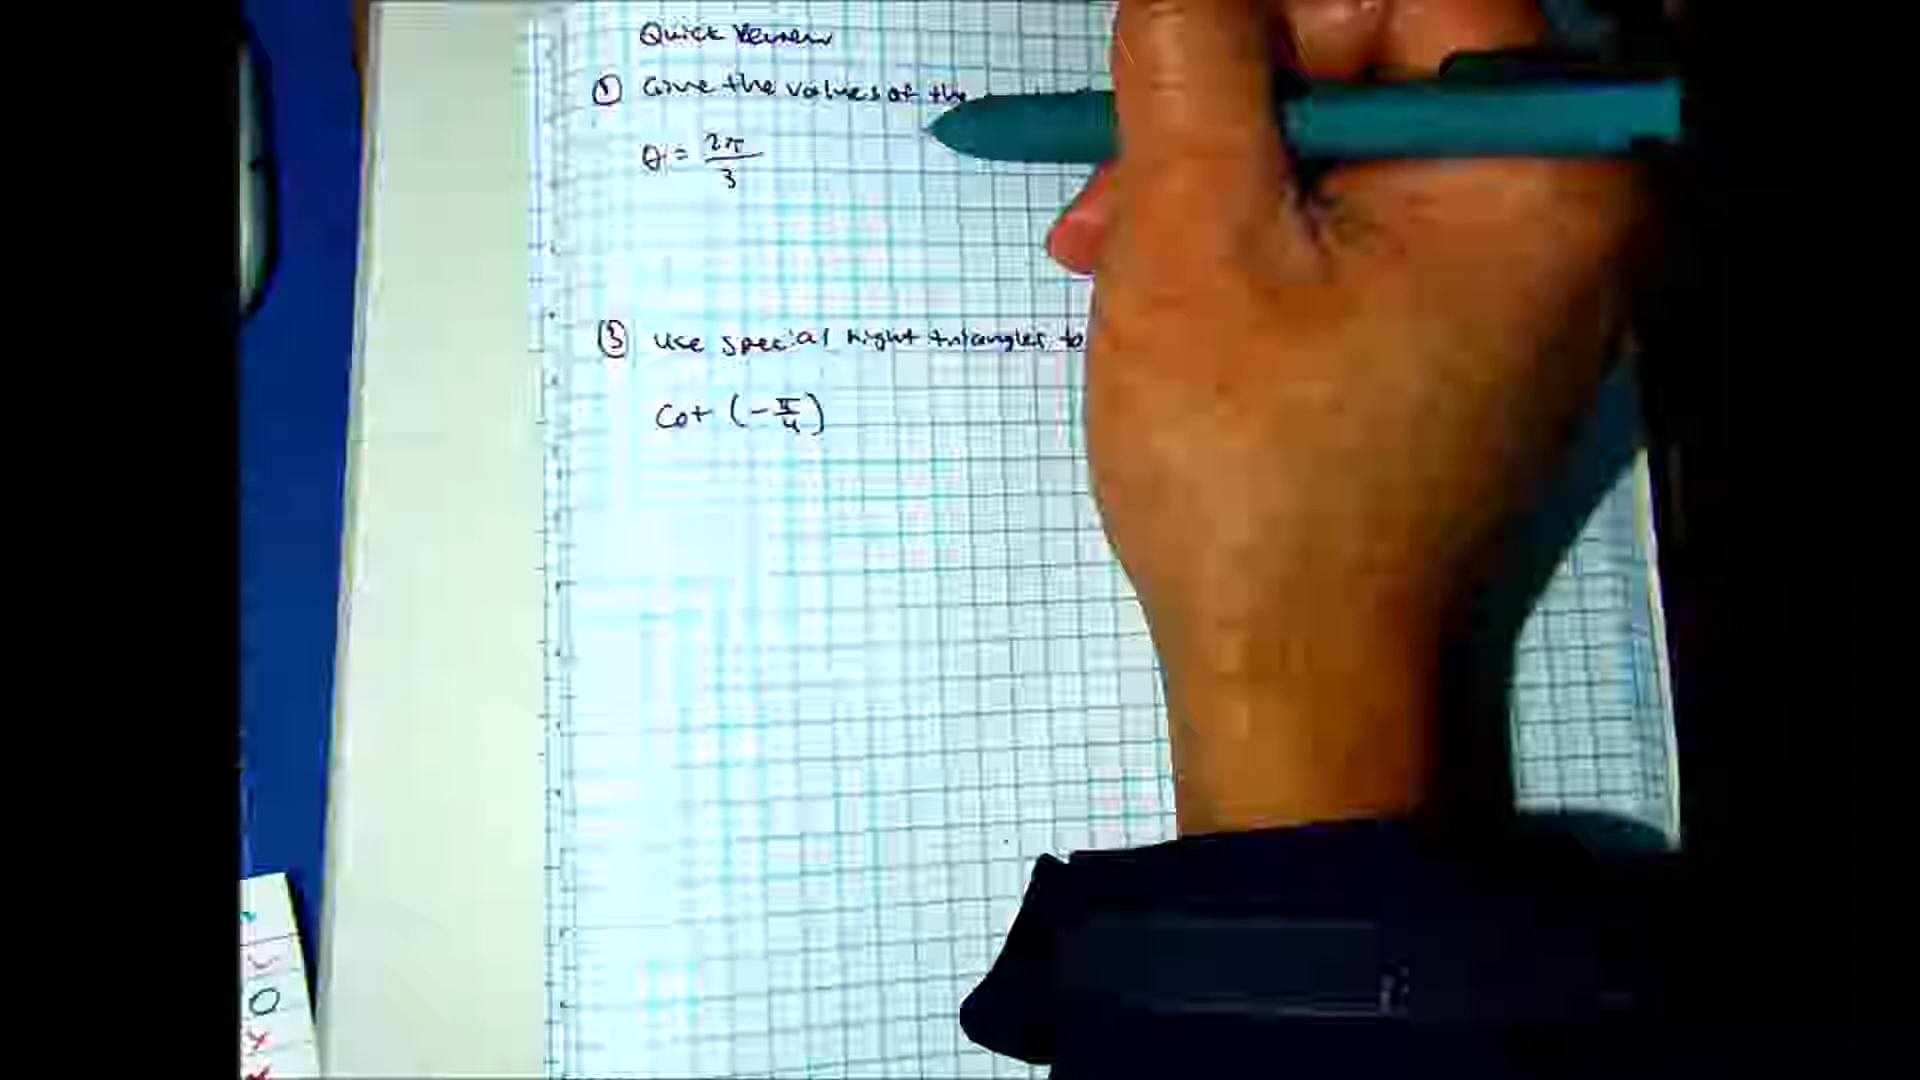 Quick Review
① Give the values of the
θ = 2π/3
③ use special right triangles to
cot (-π/4)